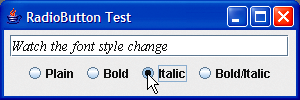 RadioButton Test
Watch the font style change
Plain Bold Italic Bold/Italic